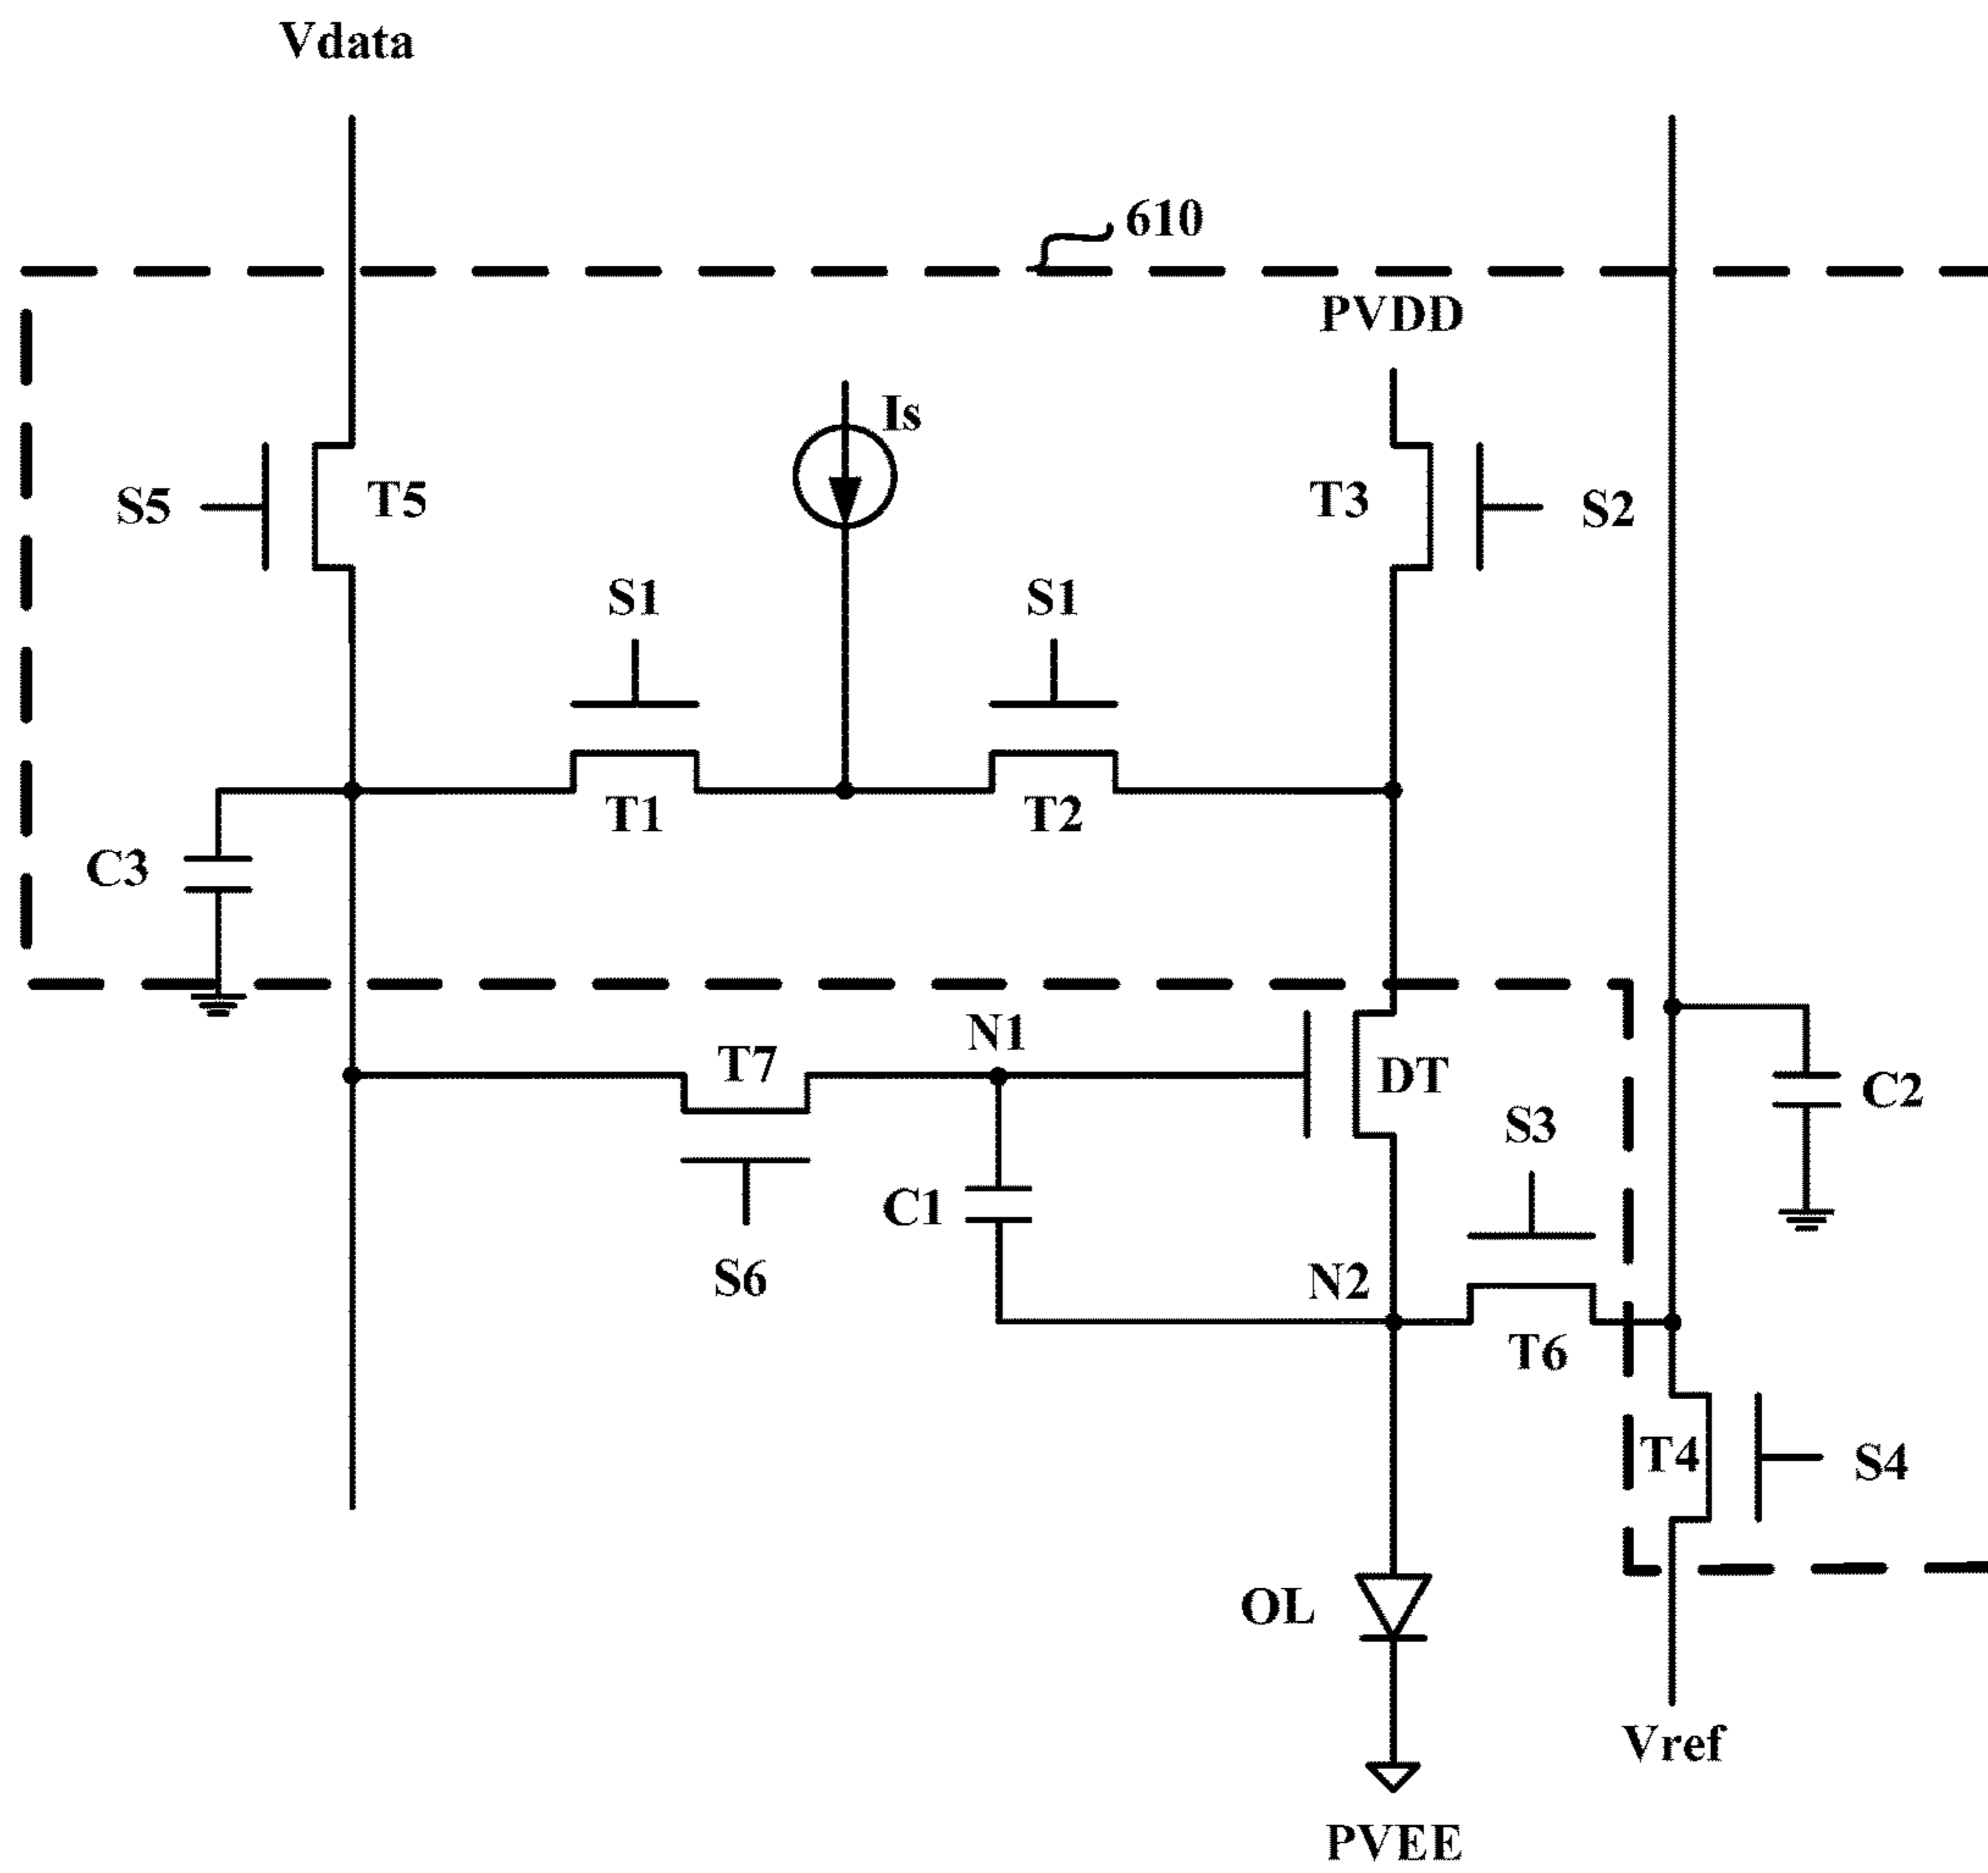 Vdata
610
PVDD
Is
S5
T5
T3
S2
S1
S1
T1
T2
C3
N1
T7
DT
C2
S3
C1
S6
N2
T6
T4
S4
OL
Vref
PVEE